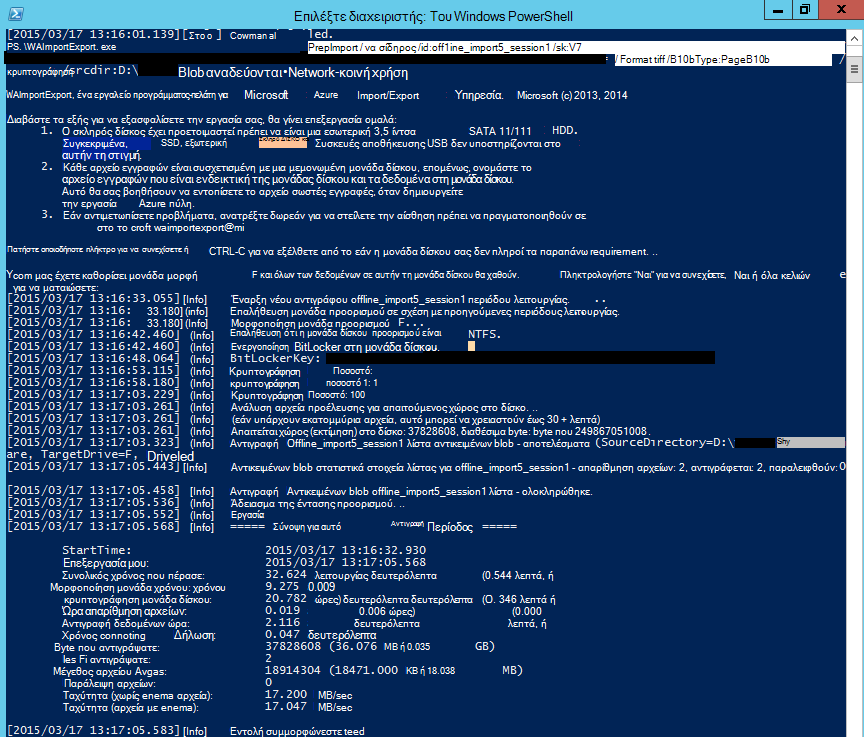 Επιλέξτε διαχειριστής: Του Windows PowerShell
[2015/03/17 13:16:01.139] [Στο ο ] Cowman al led.
PS. \WAImportExport. exe PrepImport / να σίδηρος /id:off1ine_import5_session1 /sk:V7
/ Format tiff /B10bType:PageB10b /
κρυπτογράφηση /srcdir:D:\ Blob αναδεύονται • Network-κοινή χρήση
WAImportExport, ένα εργαλείο προγράμματος-πελάτη για Microsoft Azure Import/Export Υπηρεσία. Microsoft (c) 2013, 2014
Διαβάστε τα εξής για να εξασφαλίσετε την εργασία σας, θα γίνει επεξεργασία ομαλά:
1. Ο σκληρός δίσκος έχει προετοιμαστεί πρέπει να είναι μια εσωτερική 3,5 ίντσα SATA 11/111 HDD.
Συγκεκριμένα, SSD, εξωτερική Συσκευές αποθήκευσης USB δεν υποστηρίζονται στο
αυτήν τη στιγμή.
2. Κάθε αρχείο εγγραφών είναι συσχετισμένη με μια μεμονωμένη μονάδα δίσκου, επομένως, ονομάστε το
αρχείο εγγραφών που είναι ενδεικτική της μονάδας δίσκου και τα δεδομένα στη μονάδα δίσκου.
Αυτό θα σας βοηθήσουν να εντοπίσετε το αρχείο σωστές εγγραφές, όταν δημιουργείτε
την εργασία Azure πύλη.
3. Εάν αντιμετωπίσετε προβλήματα, ανατρέξτε δωρεάν για να στείλετε την αίσθηση πρέπει να πραγματοποιηθούν σε
στο το croft waimportexport@mi
Πατήστε οποιοδήποτε πλήκτρο για να συνεχίσετε ή CTRL-C για να εξέλθετε από το εάν η μονάδα δίσκου σας δεν πληροί τα παραπάνω requirement. ..
Ycom μας έχετε καθορίσει μονάδα μορφή F και όλων των δεδομένων σε αυτήν τη μονάδα δίσκου θα χαθούν. Πληκτρολογήστε "Ναι" για να συνεχίσετε, Ναι ή όλα κελιών e
για να ματαιώσετε:
[2015/03/17 13:16:33.055] [Info] Έναρξη νέου αντιγράφου offline_import5_session1 περιόδου λειτουργίας. ..
[2015/03/17 13:16: 33.180] (info) Επαλήθευση μονάδα προορισμού σε σχέση με προηγούμενες περιόδους λειτουργίας.
[2015/03/17 13:16: 33.180] (Info) Μορφοποίηση μονάδα προορισμού F...
[2015/03/17 13:16:42.460] (Info) Επαλήθευση ότι η μονάδα δίσκου προορισμού είναι NTFS.
[2015/03/17 13:16:42.460] (Info) Ενεργοποίηση BitLocker στη μονάδα δίσκου.
[2015/03/17 13:16:48.064] [Info] BitLockerKey:
[2015/03/17 13:16:53.115] [Info] Κρυπτογράφηση Ποσοστό:
[2015/03/17 13:16:58.180] [Info] κρυπτογράφηση ποσοστό 1: 1
[2015/03/17 13:17:03.229] [Info] Κρυπτογράφηση Ποσοστό: 100
[2015/03/17 13:17:03.261] [Info] Ανάλυση αρχεία προέλευσης για απαιτούμενος χώρος στο δίσκο. ..
[2015/03/17 13:17:03.261] [Info] (εάν υπάρχουν εκατομμύρια αρχεία, αυτό μπορεί να χρειαστούν έως 30 + λεπτά)
[2015/03/17 13:17:03.261] (Info) Απαιτείται χώρος (εκτίμηση) στο δίσκο: 37828608, διαθέσιμα byte: byte που 249867051008 .
[2015/03/17 13:17:03.323] [Info] Αντιγραφή Offline_import5_session1 λίστα αντικειμένων blob - αποτελέσματα (SourceDirectory=D:\ Shy
are, TargetDrive=F, Driveled
[2015/03/17 13:17:05.443] [Info] Αντικειμένων blob στατιστικά στοιχεία λίστας για offline_import5_session1 - απαρίθμηση αρχείων: 2, αντιγράφεται: 2, παραλειφθούν: 0
[2015/03/17 13:17:05.458] [Info] Αντιγραφή Αντικειμένων blob offline_import5_session1 λίστα - ολοκληρώθηκε.
[2015/03/17 13:17:05.536] (Info) Άδειασμα της έντασης προορισμού. ..
[2015/03/17 13:17:05.552] (Info) Εργασία
[2015/03/17 13:17:05.568] [Info] ===== Σύνοψη για αυτό Αντιγραφή Περίοδος =====
StartTime: 2015/03/17 13:16:32.930
Επεξεργασία μου: 2015/03/17 13:17:05.568
Συνολικός χρόνος που πέρασε: 32.624 λειτουργίας δευτερόλεπτα (0.544 λεπτά, ή
Μορφοποίηση μονάδα χρόνου: χρόνου 9.275 0.009
κρυπτογράφηση μονάδα δίσκου: 20.782 ώρες) δευτερόλεπτα δευτερόλεπτα (Ο. 346 λεπτά ή
Ώρα απαρίθμηση αρχείων: 0.019 0.006 ώρες) (0.000
Αντιγραφή δεδομένων ώρα: 2.116 δευτερόλεπτα λεπτά, ή
Χρόνος connoting Δήλωση: 0.047 δευτερόλεπτα
Byte που αντιγράψατε: 37828608 (36.076 MB ή 0.035 GB)
les Fi αντιγράψατε: 2
Μέγεθος αρχείου Avgas: 18914304 (18471.000 KB ή 18.038 MB)
Παράλειψη αρχείων: 0
Ταχύτητα (χωρίς enema αρχεία): 17.200 MB/sec
Ταχύτητα (αρχεία με enema): 17.047 MB/sec
[2015/03/17 13:17:05.583] [Info] Εντολή συμμορφώνεστε teed